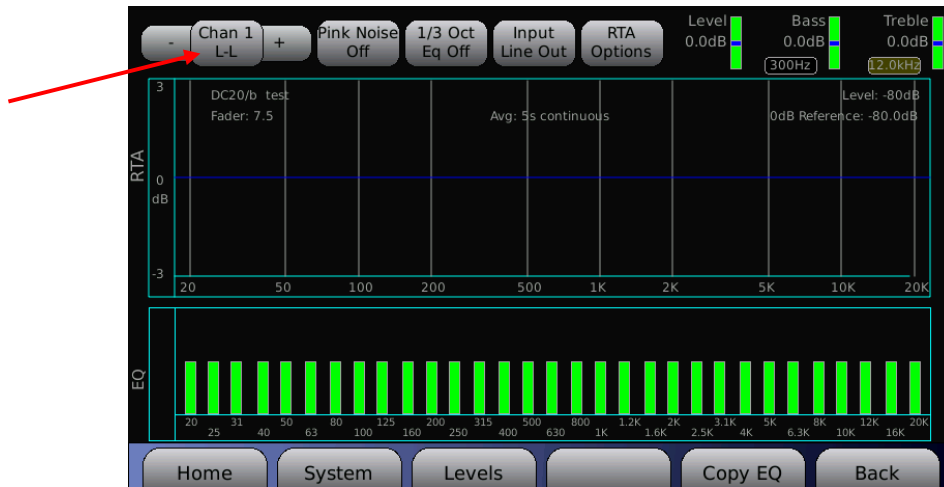 -
Chan 1
L-L
+
Pink Noise
Off
1/3 Oct
Eq Off
Input
Line Out
RTA
Options
Level
0.0dB
Bass
0.0dB
300Hz
Treble
0.0dB
12.0kHz
RTA
3
0
dB
-3
DC20/b test
Fader: 7.5
Avg: 5s continuous
Level: -80dB
0dB Reference: -80.0dB
20 50 100 200 500 1K 2K 5K 10K 20K
EQ
20 31 50 80 125 200 315 500 800 1.2K 2K 3.1K 5K 8K 12K 20K
25 40 63 100 160 250 400 630 1K 1.6K 2.5K 4K 6.3K 10K 16K
Home System Levels Copy EQ Back